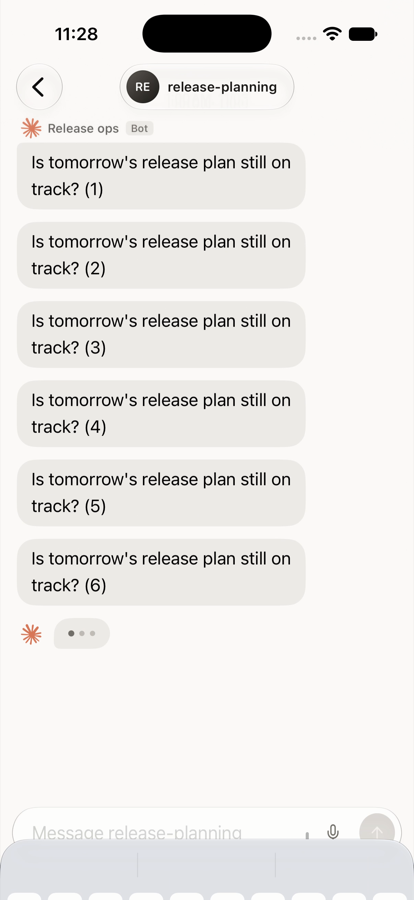 11:28
RE release-planning
Release ops Bot
Is tomorrow's release plan still on
track? (1)
Is tomorrow's release plan still on
track? (2)
Is tomorrow's release plan still on
track? (3)
Is tomorrow's release plan still on
track? (4)
Is tomorrow's release plan still on
track? (5)
Is tomorrow's release plan still on
track? (6)
Message release-planning